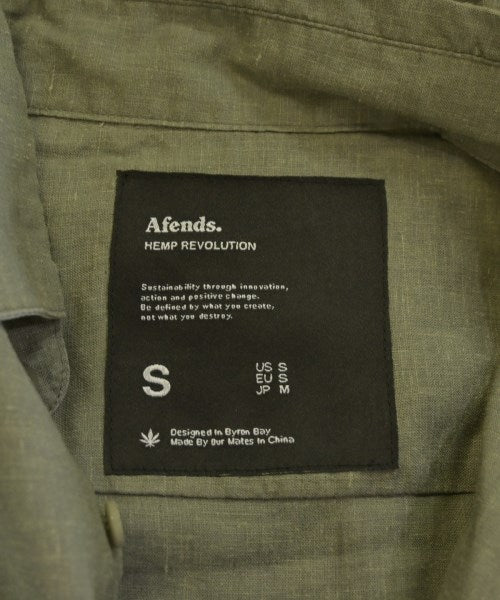 Afends.
HEMP REVOLUTION
Sustainability through innovation,
action and positive change.
Be defined by what you create,
not what you destroy.
S
US S
EU S
JP M
Designed In Byron Bay
Made By Our Mates In China